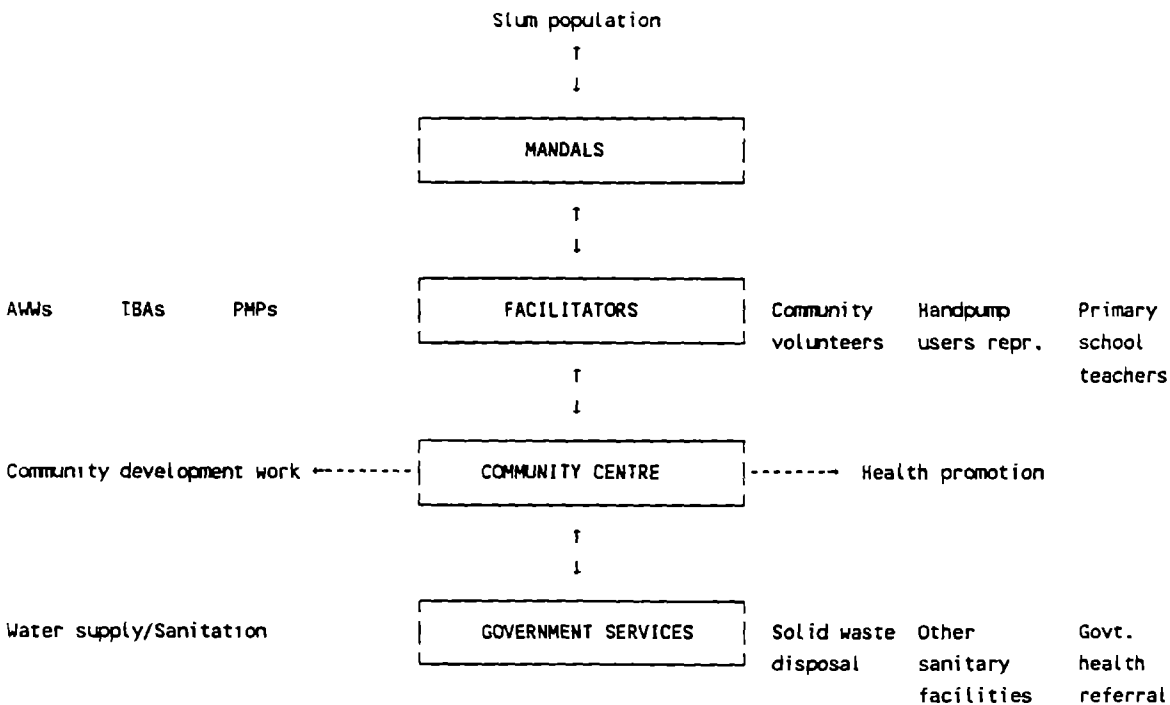 Slum population
↑
↓
MANDALS
↑
↓
AWWs TBAs PMPs FACILITATORS Community Handpump Primary
volunteers users repr. school
teachers
↑
↓
Community development work ←------- COMMUNITY CENTRE -------→ Health promotion
↑
↓
Water supply/Sanitation GOVERNMENT SERVICES Solid waste Other Govt.
disposal sanitary health
facilities referral